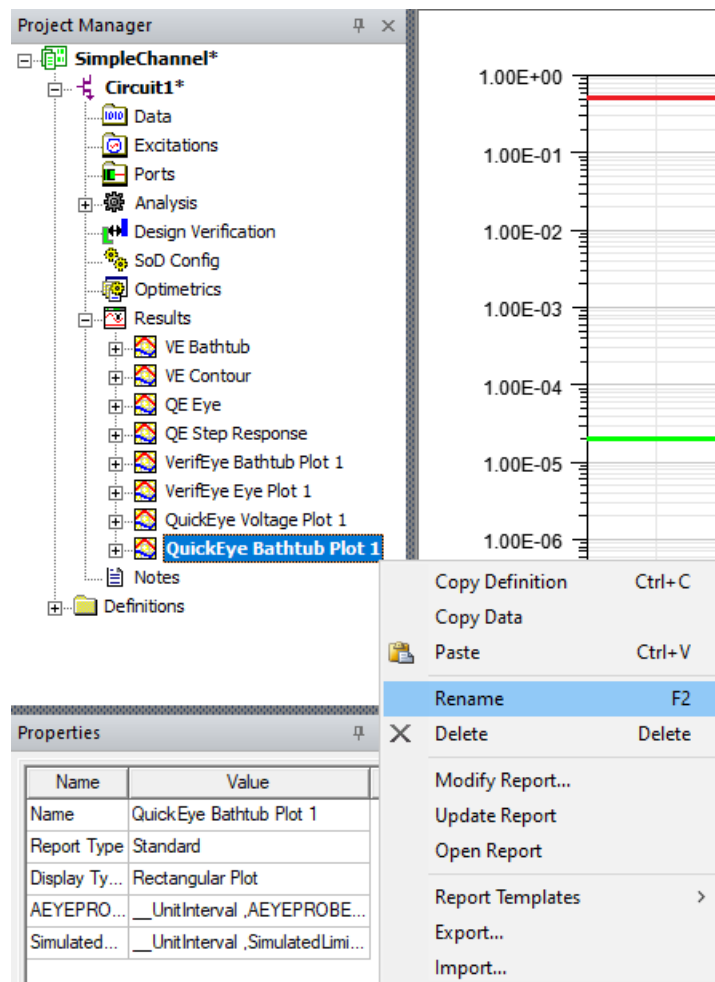 Project Manager
SimpleChannel*
Circuit1*
Data
Excitations
Ports
Analysis
Design Verification
SoD Config
Optimetrics
Results
VE Bathtub
VE Contour
QE Eye
QE Step Response
VerifEye Bathtub Plot 1
VerifEye Eye Plot 1
QuickEye Voltage Plot 1
QuickEye Bathtub Plot 1
Notes
Definitions
1.00E+00
1.00E-01
1.00E-02
1.00E-03
1.00E-04
1.00E-05
1.00E-06
Copy Definition Ctrl+C
Copy Data
Paste Ctrl+V
Rename F2
Delete Delete
Modify Report...
Update Report
Open Report
Report Templates >
Export...
Import...
Properties
Name Value
Name QuickEye Bathtub Plot 1
Report Type Standard
Display Ty... Rectangular Plot
AEYEPRO... __UnitInterval ,AEYEPROBE...
Simulated... __UnitInterval ,SimulatedLimi...